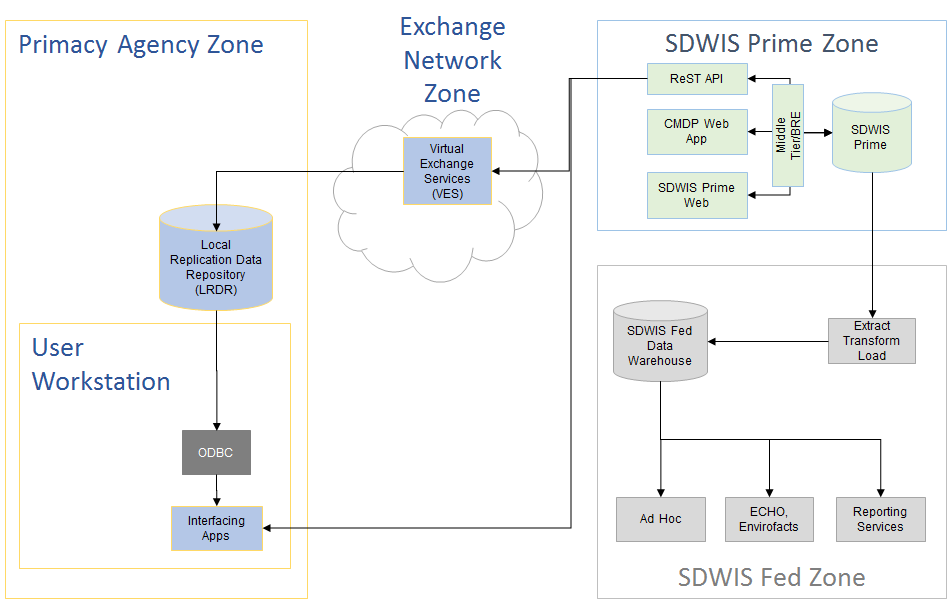 Primacy Agency Zone
Exchange
Network
Zone
SDWIS Prime Zone
ReST API
CMDP Web
App
SDWIS Prime
Web
Middle
Tier/BRE
SDWIS
Prime
Virtual
Exchange
Services
(VES)
Local
Replication Data
Repository
(LRDR)
User
Workstation
ODBC
Interfacing
Apps
SDWIS Fed
Data
Warehouse
Extract
Transform
Load
Ad Hoc
ECHO,
Envirofacts
Reporting
Services
SDWIS Fed Zone